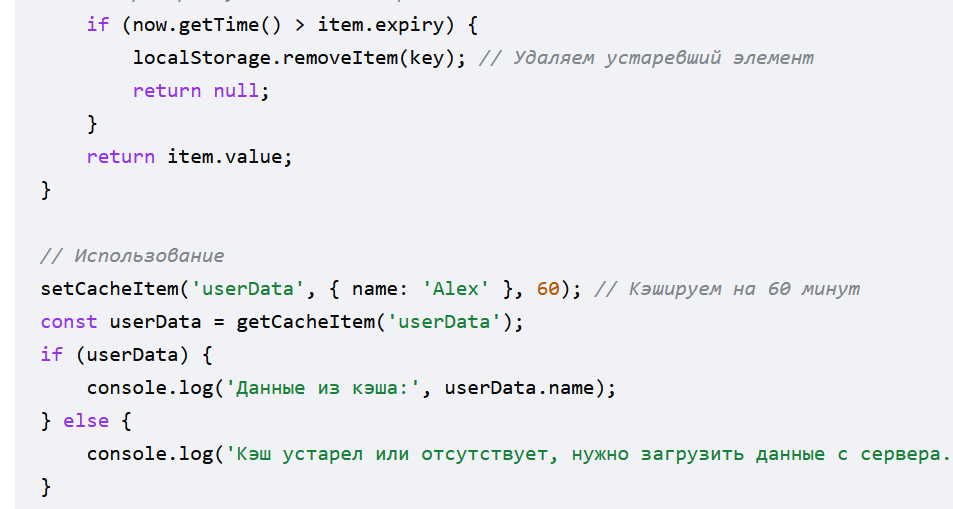 if (now.getTime() > item.expiry) {
localStorage.removeItem(key); // Удаляем устаревший элемент
return null;
}
return item.value;
}
// Использование
setCacheItem('userData', { name: 'Alex' }, 60); // Кэшируем на 60 минут
const userData = getCacheItem('userData');
if (userData) {
console.log('Данные из кэша:', userData.name);
} else {
console.log('Кэш устарел или отсутствует, нужно загрузить данные с сервера.
}